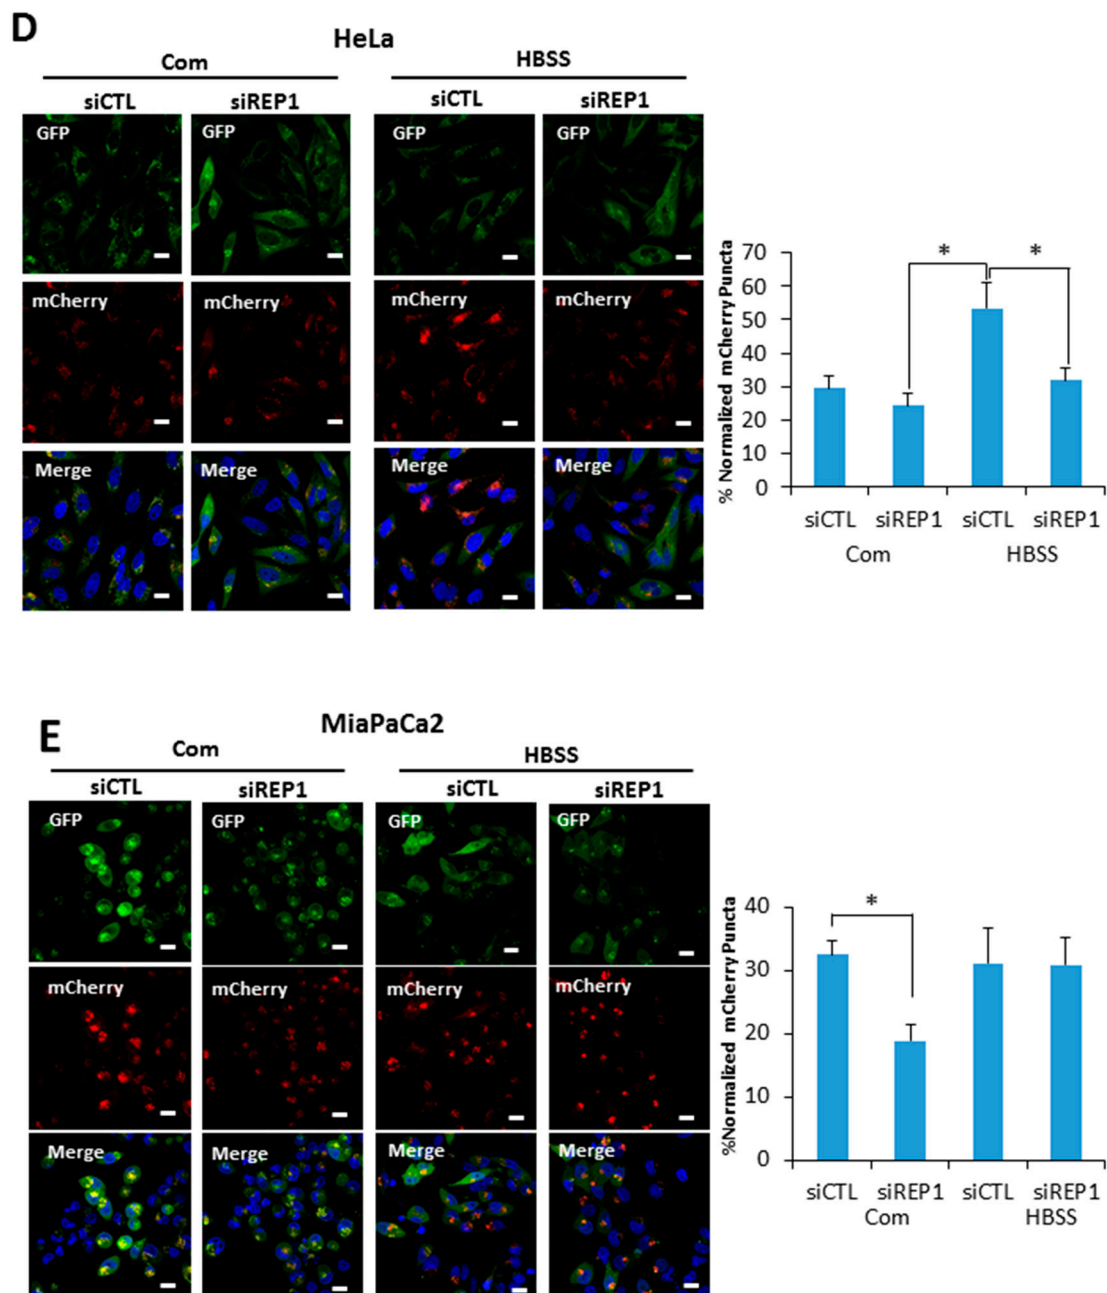 D
HeLa
Com HBSS
siCTL siREP1 siCTL siREP1
GFP GFP GFP GFP
mCherry mCherry mCherry mCherry
Merge Merge Merge Merge
% Normalized mCherry Puncta
70
60
50
40
30
20
10
0
* *
siCTL siREP1 siCTL siREP1
Com HBSS
E
MiaPaCa2
Com HBSS
siCTL siREP1 siCTL siREP1
GFP GFP GFP GFP
mCherry mCherry mCherry mCherry
Merge Merge Merge Merge
%Normalized mCherry Puncta
40
30
20
10
0
*
siCTL siREP1 siCTL siREP1
Com HBSS